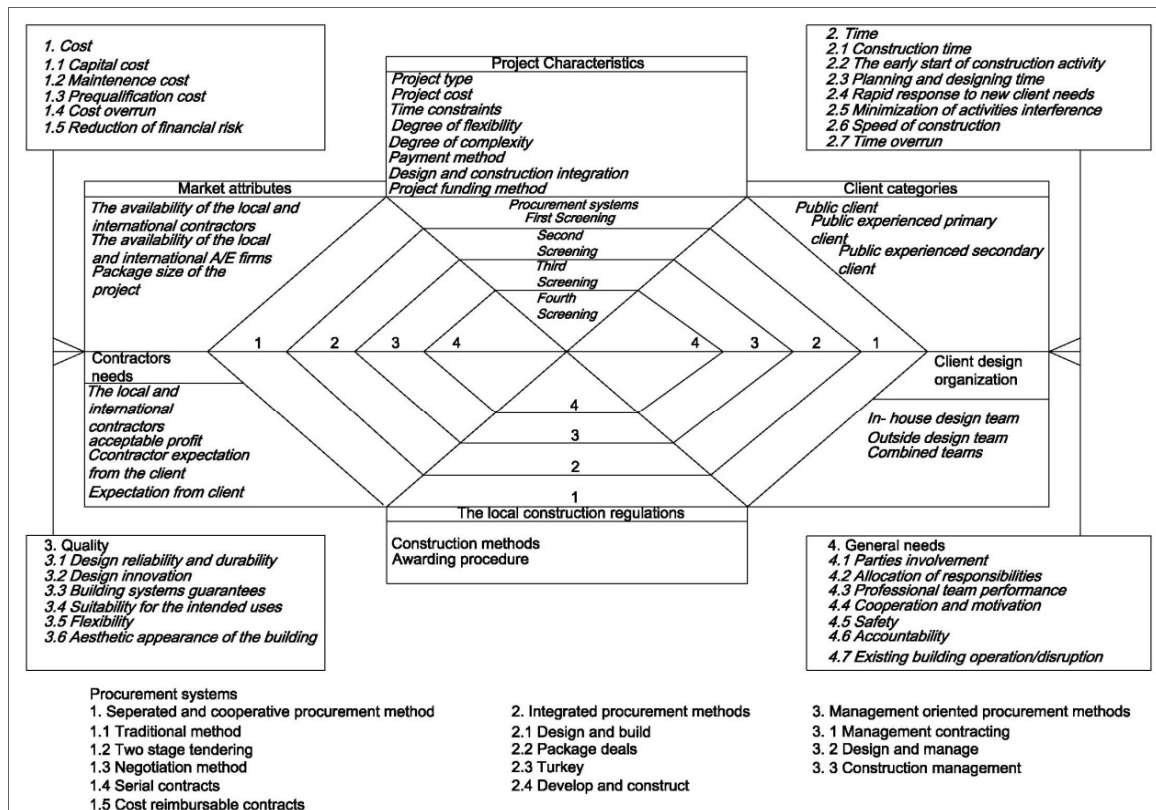 1. Cost
1.1 Capital cost
1.2 Maintenence cost
1.3 Prequalification cost
1.4 Cost overrun
1.5 Reduction of financial risk
Project Characteristics
Project type
Project cost
Time constraints
Degree of flexibility
Degree of complexity
Payment method
Design and construction integration
Project funding method
2. Time
2.1 Construction time
2.2 The early start of construction activity
2.3 Planning and designing time
2.4 Rapid response to new client needs
2.5 Minimization of activities interference
2.6 Speed of construction
2.7 Time overrun
Market attributes
The availability of the local and
international contractors
The availability of the local
and international A/E firms
Package size of the
project
Procurement systems
First Screening
Second
Screening
Third
Screening
Fourth
Screening
Client categories
Public client
Public experienced primary
client
Public experienced secondary
client
1 2 3 4 4 3 2 1
Contractors
needs
The local and
international
contractors
acceptable profit
Ccontractor expectation
from the client
Expectation from client
4
3
2
1
Client design
organization
In- house design team
Outside design team
Combined teams
The local construction regulations
Construction methods
Awarding procedure
3. Quality
3.1 Design reliability and durability
3.2 Design innovation
3.3 Building systems guarantees
3.4 Suitability for the intended uses
3.5 Flexibility
3.6 Aesthetic appearance of the building
4. General needs
4.1 Parties involvement
4.2 Allocation of responsibilities
4.3 Professional team performance
4.4 Cooperation and motivation
4.5 Safety
4.6 Accountability
4.7 Existing building operation/disruption
Procurement systems
1. Seperated and cooperative procurement method
1.1 Traditional method
1.2 Two stage tendering
1.3 Negotiation method
1.4 Serial contracts
1.5 Cost reimbursable contracts
2. Integrated procurement methods
2.1 Design and build
2.2 Package deals
2.3 Turkey
2.4 Develop and construct
3. Management oriented procurement methods
3. 1 Management contracting
3. 2 Design and manage
3. 3 Construction management